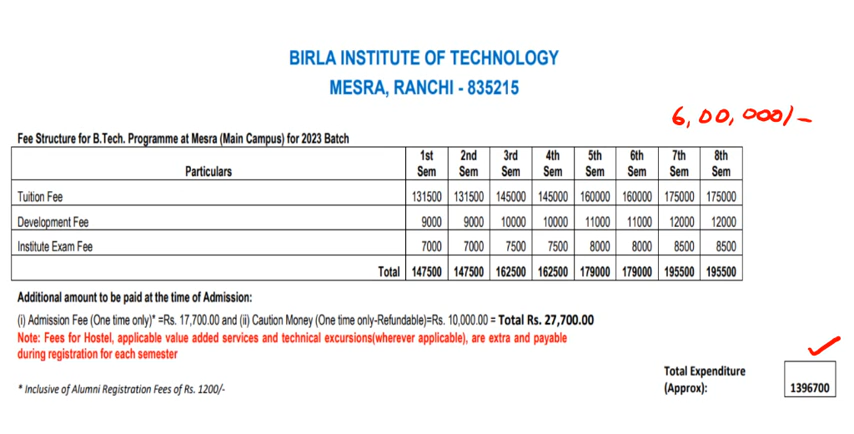 BIRLA INSTITUTE OF TECHNOLOGY
MESRA, RANCHI - 835215
6,00,000/-
Fee Structure for B.Tech. Programme at Mesra (Main Campus) for 2023 Batch
Particulars 1st Sem 2nd Sem 3rd Sem 4th Sem 5th Sem 6th Sem 7th Sem 8th Sem
Tuition Fee 131500 131500 145000 145000 160000 160000 175000 175000
Development Fee 9000 9000 10000 10000 11000 11000 12000 12000
Institute Exam Fee 7000 7000 7500 7500 8000 8000 8500 8500
Total 147500 147500 162500 162500 179000 179000 195500 195500
Additional amount to be paid at the time of Admission:
(i) Admission Fee (One time only)* =Rs. 17,700.00 and (ii) Caution Money (One time only-Refundable)=Rs. 10,000.00 = Total Rs. 27,700.00
Note: Fees for Hostel, applicable value added services and technical excursions(wherever applicable), are extra and payable
during registration for each semester
* Inclusive of Alumni Registration Fees of Rs. 1200/-
Total Expenditure
(Approx): 1396700